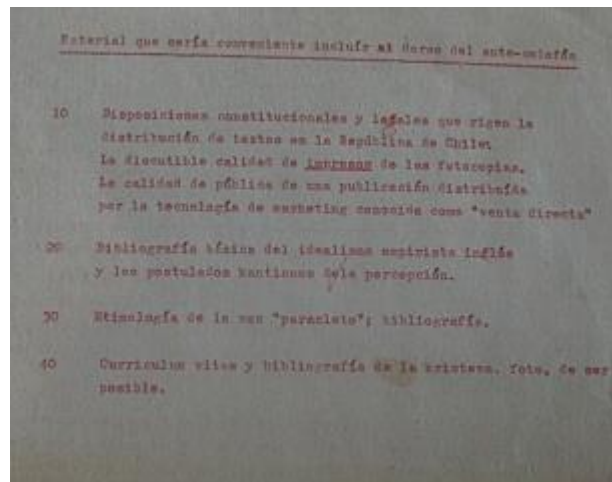 Material que sería conveniente incluír al dorso del ante-colofón
10 Disposiciones constitucionales y legales que rigen la
distribución de textos en la República de Chile:
La discutible calidad de impresos de las fotocopias.
La calidad de pública de una publicación distribuída
por la tecnología de marketing conocida como "venta directa"
20 Bibliografía básica del idealismo empirista inglés
y los postulados kantianos de la percepción.
30 Etimología de la voz "paracleto"; bibliografía.
40 Curriculum vitae y bibliografía de la kristeva. foto, de ser
posible.